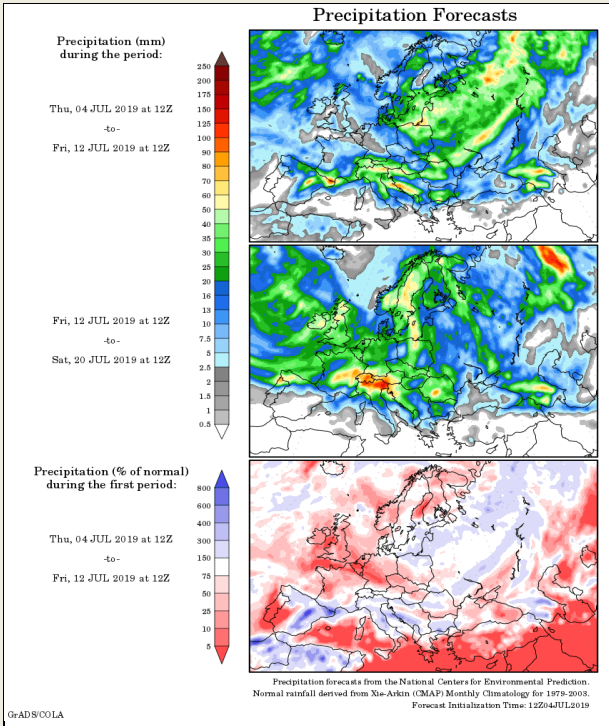 Precipitation Forecasts
Precipitation (mm)
during the period:
Thu, 04 JUL 2019 at 12Z
-to-
Fri, 12 JUL 2019 at 12Z
250
200
175
150
125
100
90
80
70
60
50
40
35
30
25
20
16
13
10
7.5
5
2.5
2
1.5
1
0.5
Fri, 12 JUL 2019 at 12Z
-to-
Sat, 20 JUL 2019 at 12Z
Precipitation (% of normal)
during the first period:
Thu, 04 JUL 2019 at 12Z
-to-
Fri, 12 JUL 2019 at 12Z
800
600
400
300
150
75
50
25
10
5
Precipitation forecasts from the National Centers for Environmental Prediction.
Normal rainfall derived from Xie-Arkin (CMAP) Monthly Climatology for 1979-2003.
Forecast Initialization Time: 12Z04JUL2019
GrADS/COLA